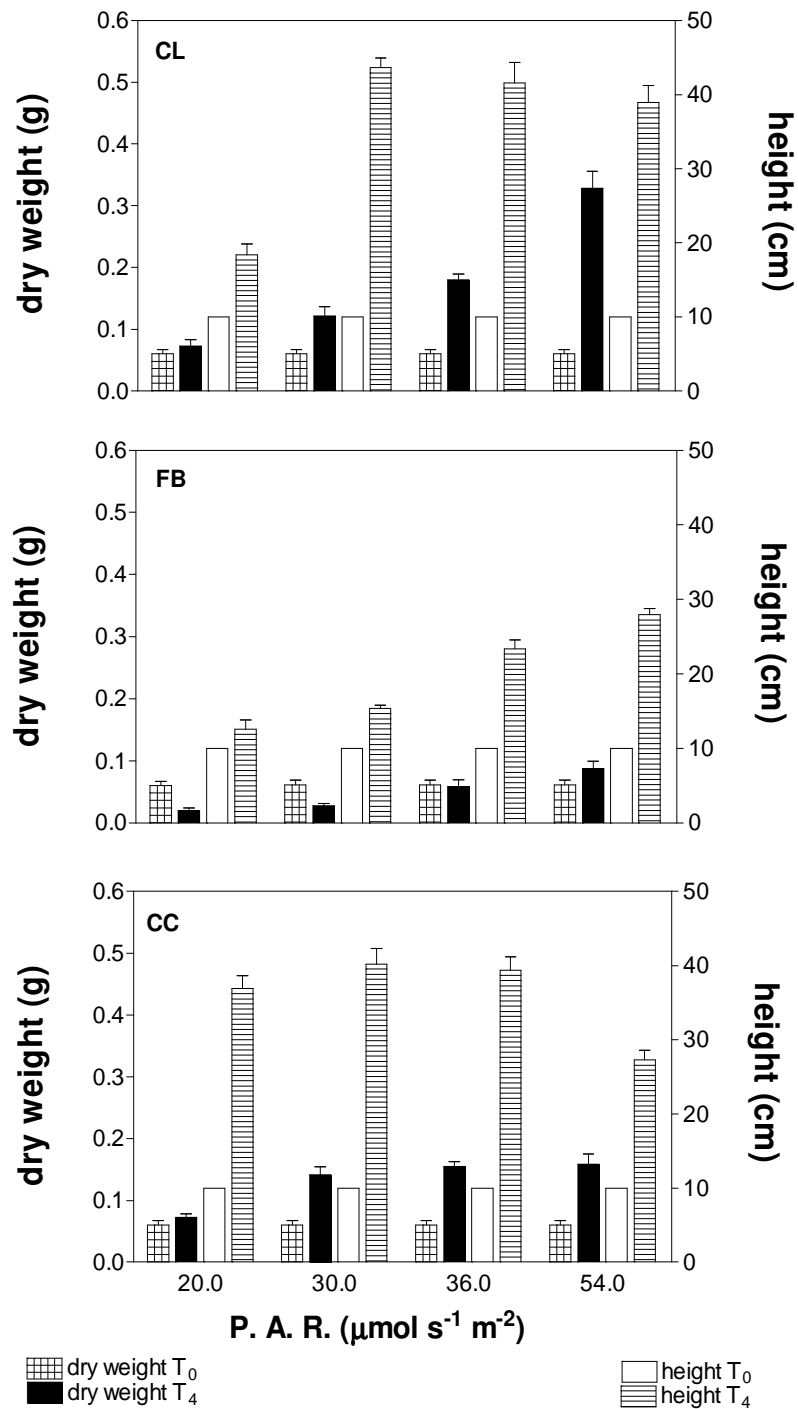 CL
dry weight (g)
0.6
0.5
0.4
0.3
0.2
0.1
0.0
50
40
30
20
10
0
height (cm)
FB
dry weight (g)
0.6
0.5
0.4
0.3
0.2
0.1
0.0
50
40
30
20
10
0
height (cm)
CC
dry weight (g)
0.6
0.5
0.4
0.3
0.2
0.1
0.0
50
40
30
20
10
0
height (cm)
20.0 30.0 36.0 54.0
P. A. R. (µmol s⁻¹ m⁻²)
dry weight T₀
dry weight T₄
height T₀
height T₄